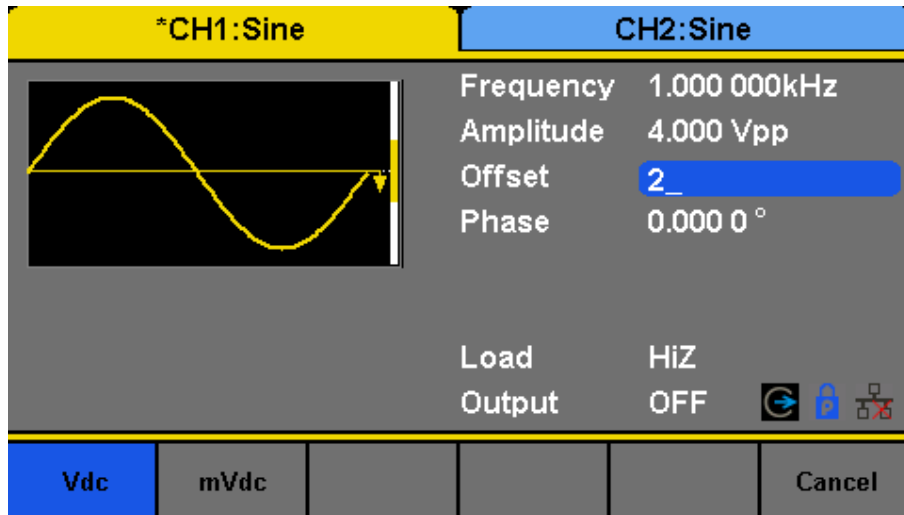 *CH1:Sine CH2:Sine
Frequency 1.000 000kHz
Amplitude 4.000 Vpp
Offset 2_
Phase 0.000 0 °
Load HiZ
Output OFF
P
Vdc mVdc Cancel